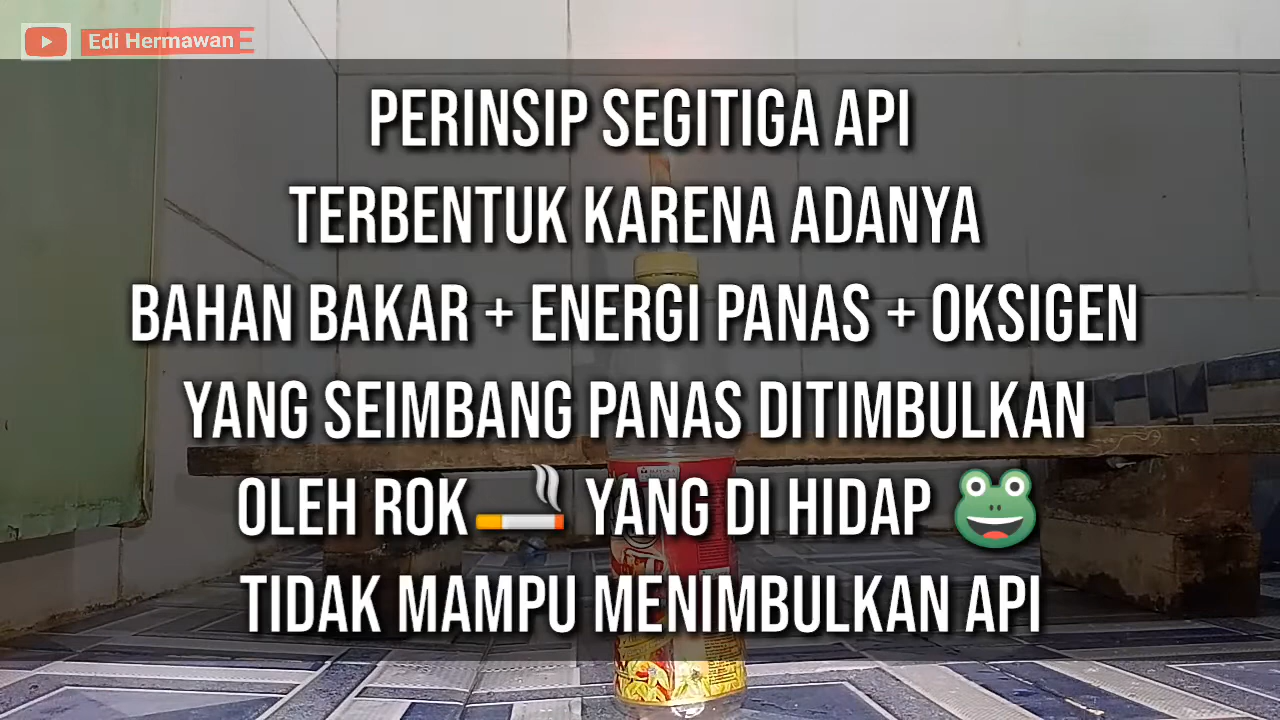 Edi Hermawan
PERINSIP SEGITIGA API
TERBENTUK KARENA ADANYA
BAHAN BAKAR + ENERGI PANAS + OKSIGEN
YANG SEIMBANG PANAS DITIMBULKAN
OLEH ROK🚬 YANG DI HIDAP 🐸
TIDAK MAMPU MENIMBULKAN API